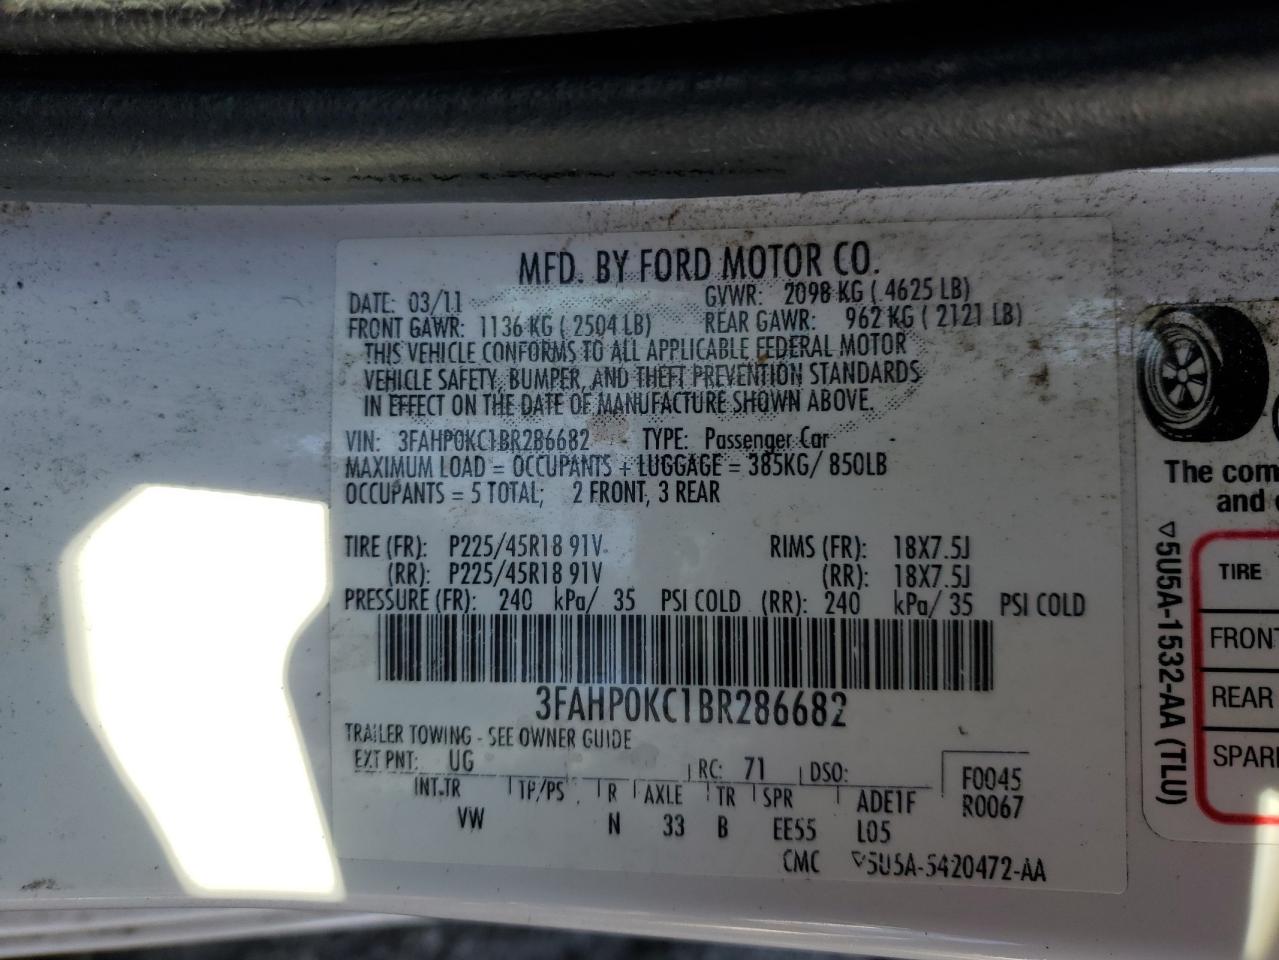 MFD. BY FORD MOTOR CO.
DATE: 03/11 GVWR: 2098 KG ( 4625 LB)
FRONT GAWR: 1136 KG ( 2504 LB) REAR GAWR: 962 KG ( 2121 LB)
THIS VEHICLE CONFORMS TO ALL APPLICABLE FEDERAL MOTOR
VEHICLE SAFETY, BUMPER, AND THEFT PREVENTION STANDARDS
IN EFFECT ON THE DATE OF MANUFACTURE SHOWN ABOVE.
VIN: 3FAHP0KC1BR286682 TYPE: Passenger Car
MAXIMUM LOAD = OCCUPANTS + LUGGAGE = 385KG/ 850LB
OCCUPANTS = 5 TOTAL; 2 FRONT, 3 REAR
TIRE (FR): P225/45R18 91V RIMS (FR): 18X7.5J
(RR): P225/45R18 91V (RR): 18X7.5J
PRESSURE (FR): 240 kPa/ 35 PSI COLD (RR): 240 kPa/ 35 PSI COLD
3FAHP0KC1BR286682
TRAILER TOWING - SEE OWNER GUIDE
EXT PNT: UG RC: 71 DSO: F0045
INT.TR TP/PS R AXLE TR SPR ADE1F R0067
VW N 33 B EE55 L05
CMC ▽5U5A-5420472-AA
The com
and
▽5U5A-1532-AA (TLU)
TIRE
FRONT
REAR
SPAR